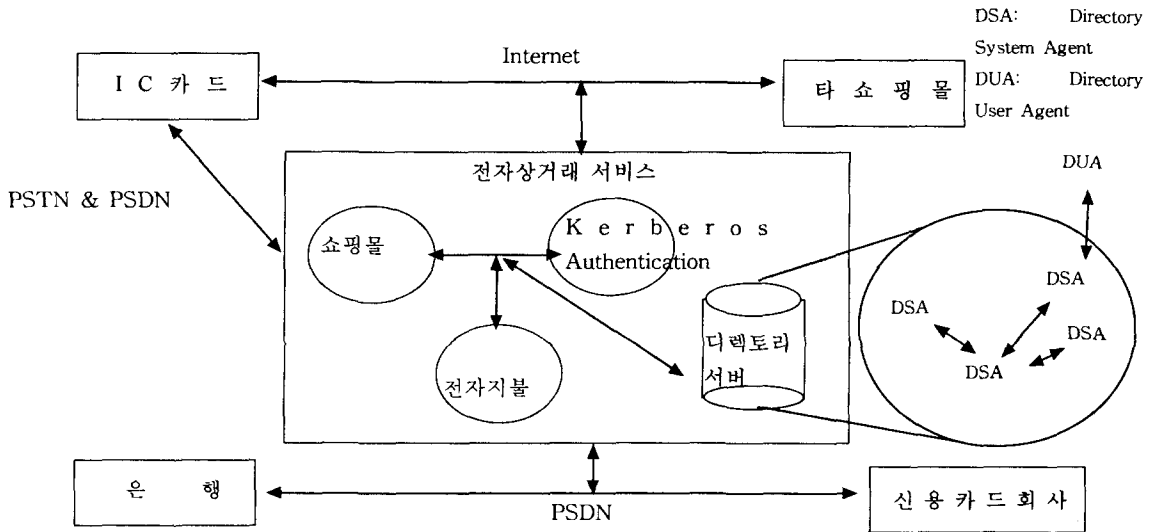 DSA: Directory
System Agent
DUA: Directory
User Agent
Internet
I C 카 드
타 쇼 핑 몰
PSTN & PSDN
전자상거래 서비스
DUA
쇼핑몰
K e r b e r o s
Authentication
DSA
DSA
DSA
DSA
디렉토리
서버
전자지불
은 행
PSDN
신용카드회사